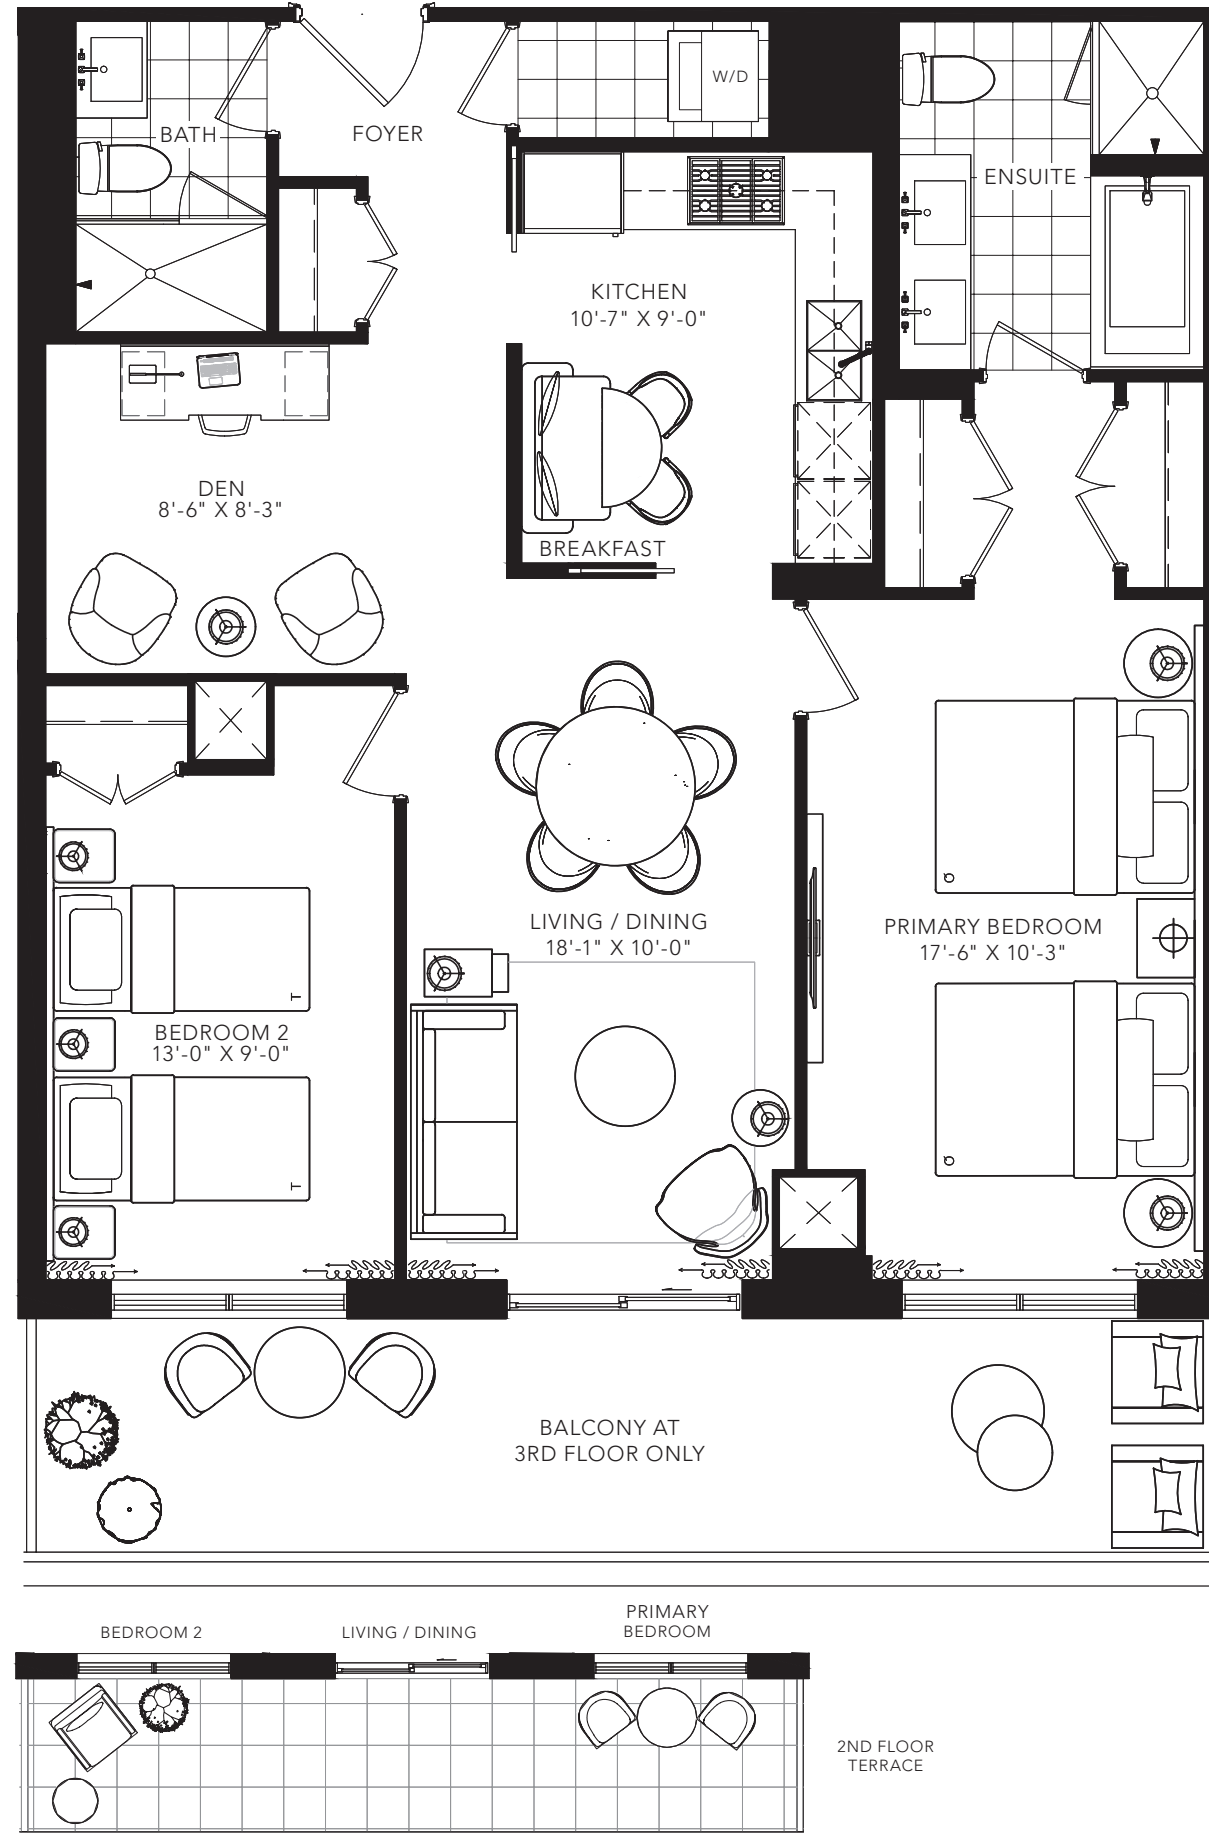 W/D
BATH
FOYER
ENSUITE
KITCHEN
10'-7" X 9'-0"
DEN
8'-6" X 8'-3"
BREAKFAST
LIVING / DINING
18'-1" X 10'-0"
PRIMARY BEDROOM
17'-6" X 10'-3"
BEDROOM 2
13'-0" X 9'-0"
BALCONY AT
3RD FLOOR ONLY
BEDROOM 2
LIVING / DINING
PRIMARY
BEDROOM
2ND FLOOR
TERRACE